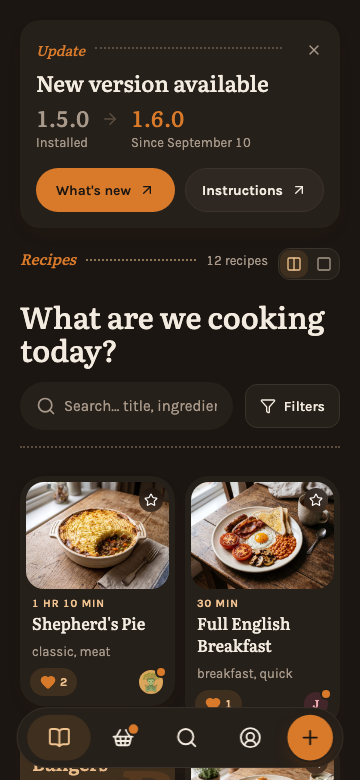 Update
New version available
1.5.0 → 1.6.0
Installed Since September 10
What's new Instructions
Recipes 12 recipes
What are we cooking
today?
Search... title, ingredien
Filters
1 HR 10 MIN
Shepherd's Pie
classic, meat
2
30 MIN
Full English
Breakfast
breakfast, quick
1
J